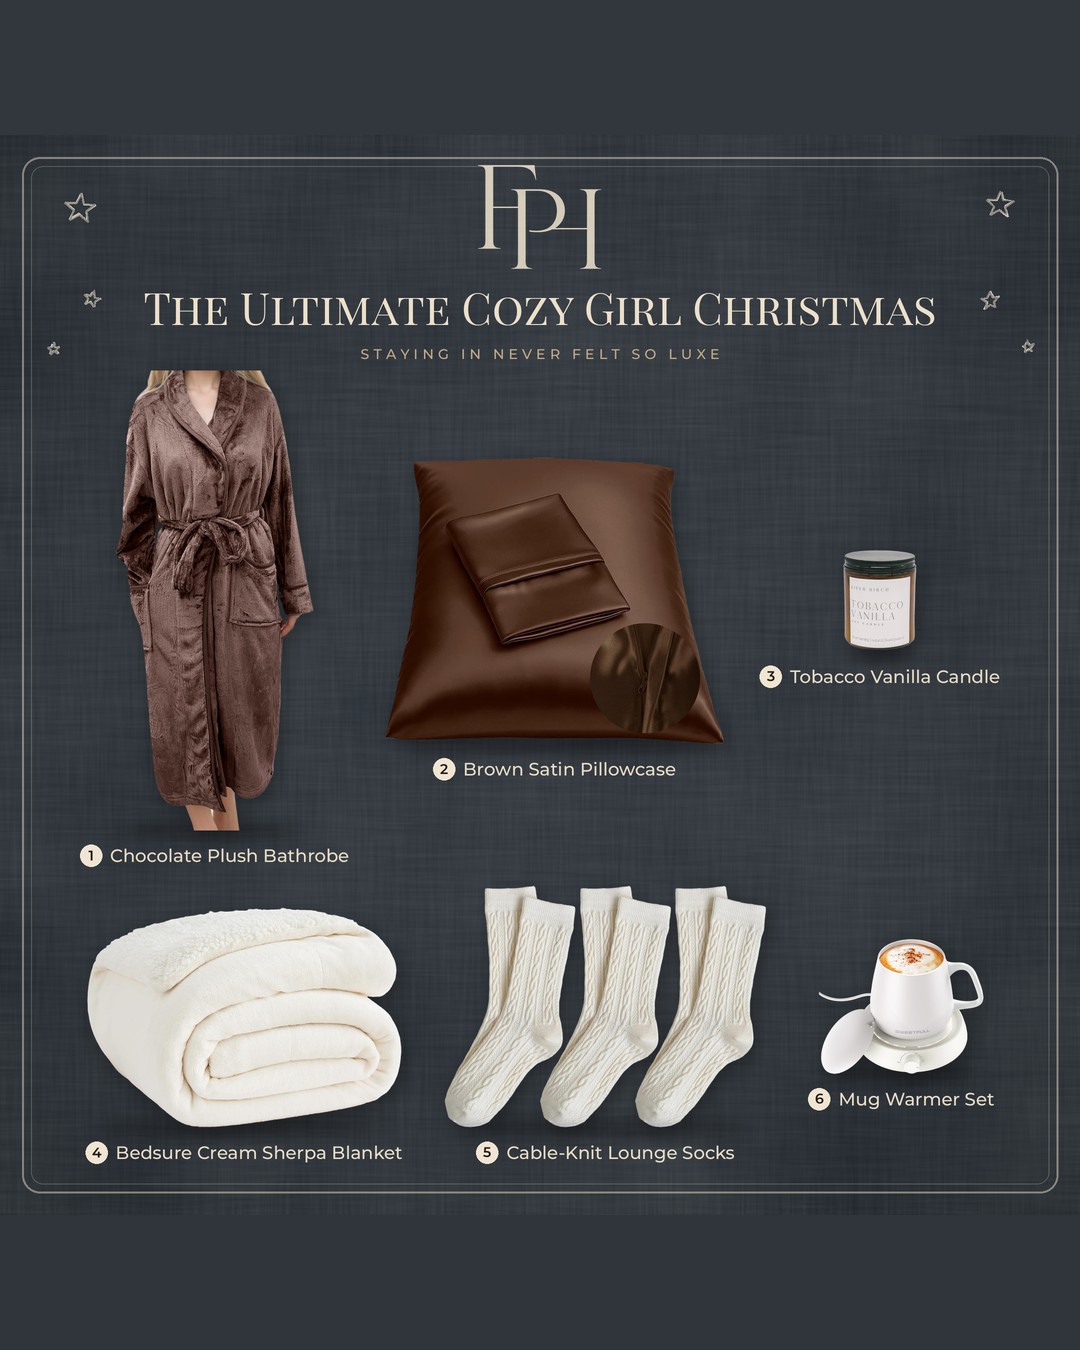 FPH
THE ULTIMATE COZY GIRL CHRISTMAS
STAYING IN NEVER FELT SO LUXE
TOBACCO
VANILLA
3 Tobacco Vanilla Candle
2 Brown Satin Pillowcase
1 Chocolate Plush Bathrobe
6 Mug Warmer Set
4 Bedsure Cream Sherpa Blanket
5 Cable-Knit Lounge Socks